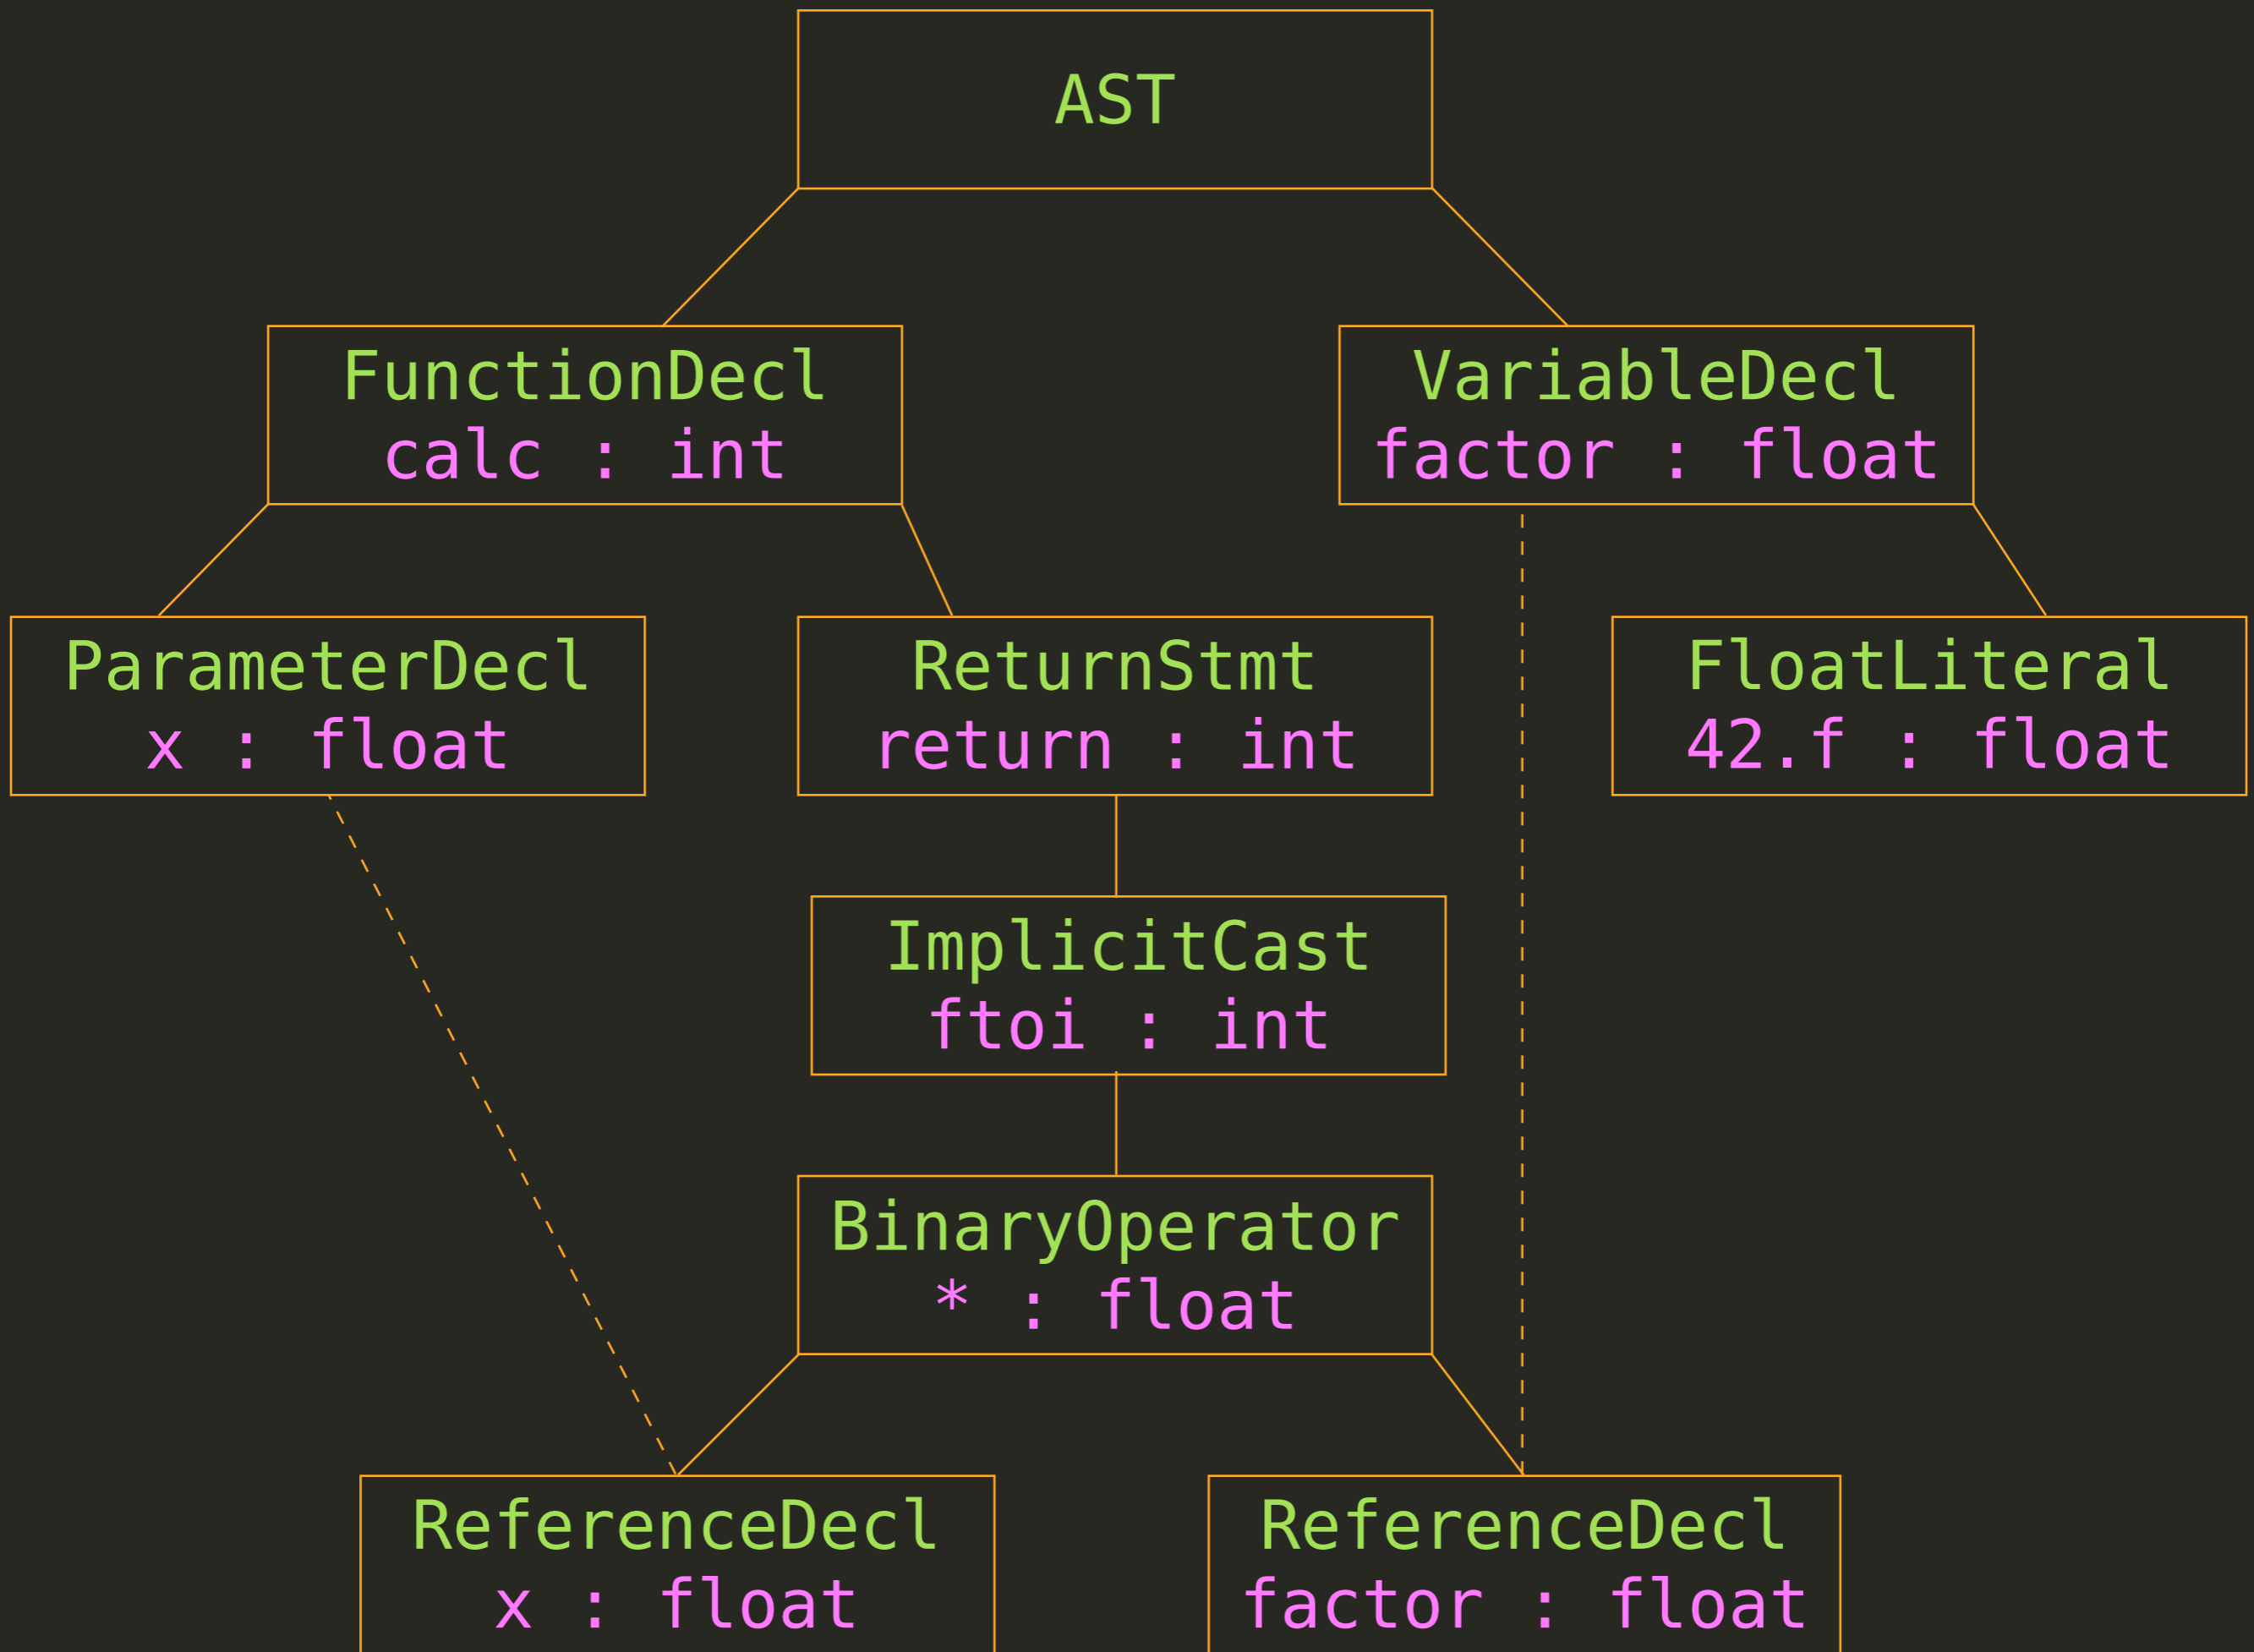 AST
FunctionDecl
calc : int
VariableDecl
factor : float
ParameterDecl
x : float
ReturnStmt
return : int
FloatLiteral
42.f : float
ImplicitCast
ftoi : int
BinaryOperator
* : float
ReferenceDecl
x : float
ReferenceDecl
factor : float